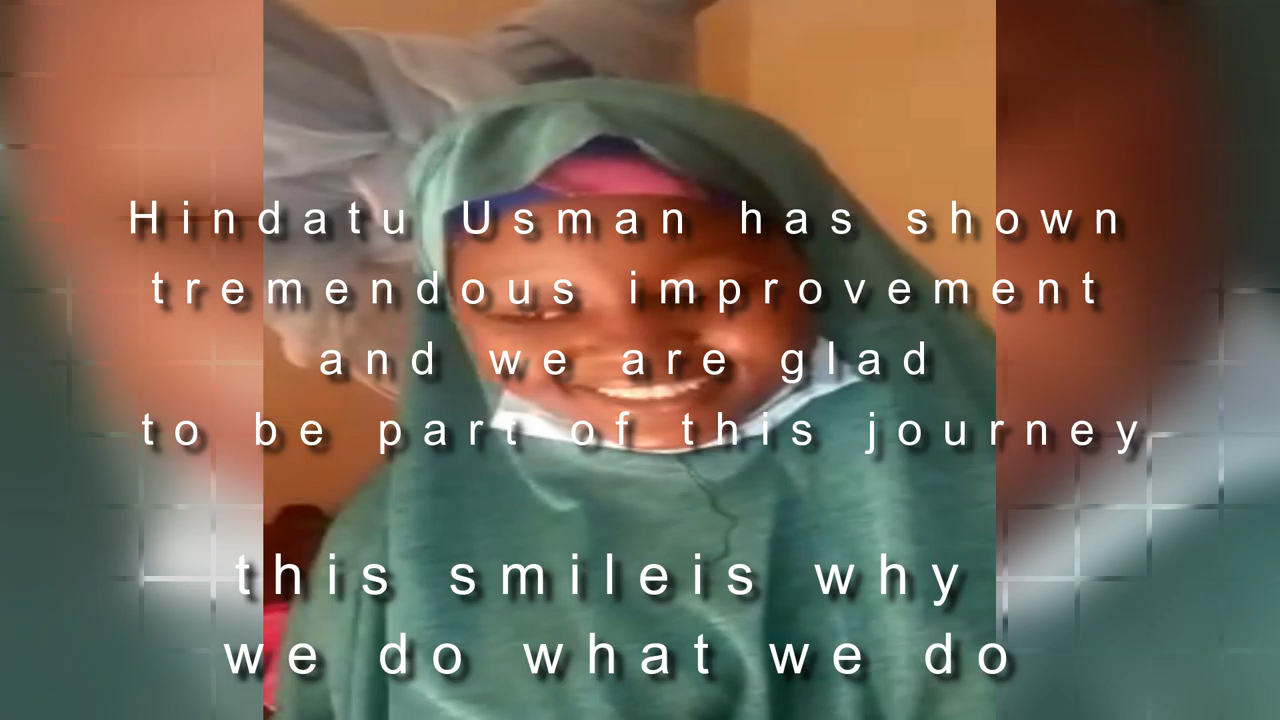 Hindatu Usman has shown
tremendous improvement
and we are glad
to be part of this journey
this smileis why
we do what we do